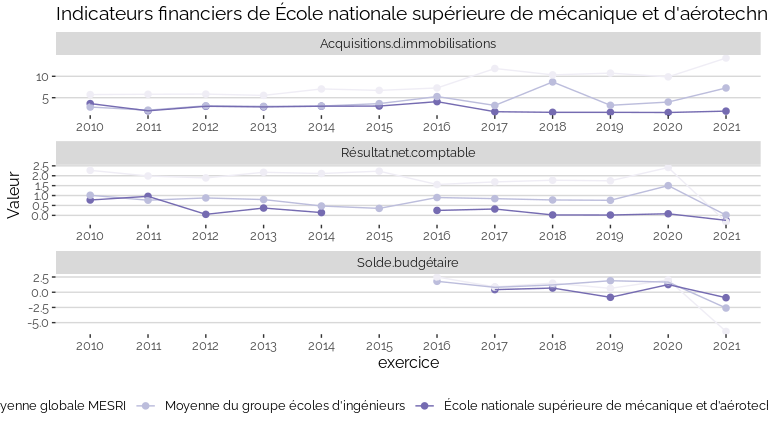 Indicateurs financiers de École nationale supérieure de mécanique et d'aérotechn
Acquisitions.d.immobilisations
10
5
2010 2011 2012 2013 2014 2015 2016 2017 2018 2019 2020 2021
Résultat.net.comptable
2.5
2.0
1.5
1.0
0.5
0.0
2010 2011 2012 2013 2014 2015 2016 2017 2018 2019 2020 2021
Solde.budgétaire
2.5
0.0
−2.5
−5.0
2010 2011 2012 2013 2014 2015 2016 2017 2018 2019 2020 2021
Valeur
exercice
yenne globale MESRI Moyenne du groupe écoles d'ingénieurs École nationale supérieure de mécanique et d'aérotech